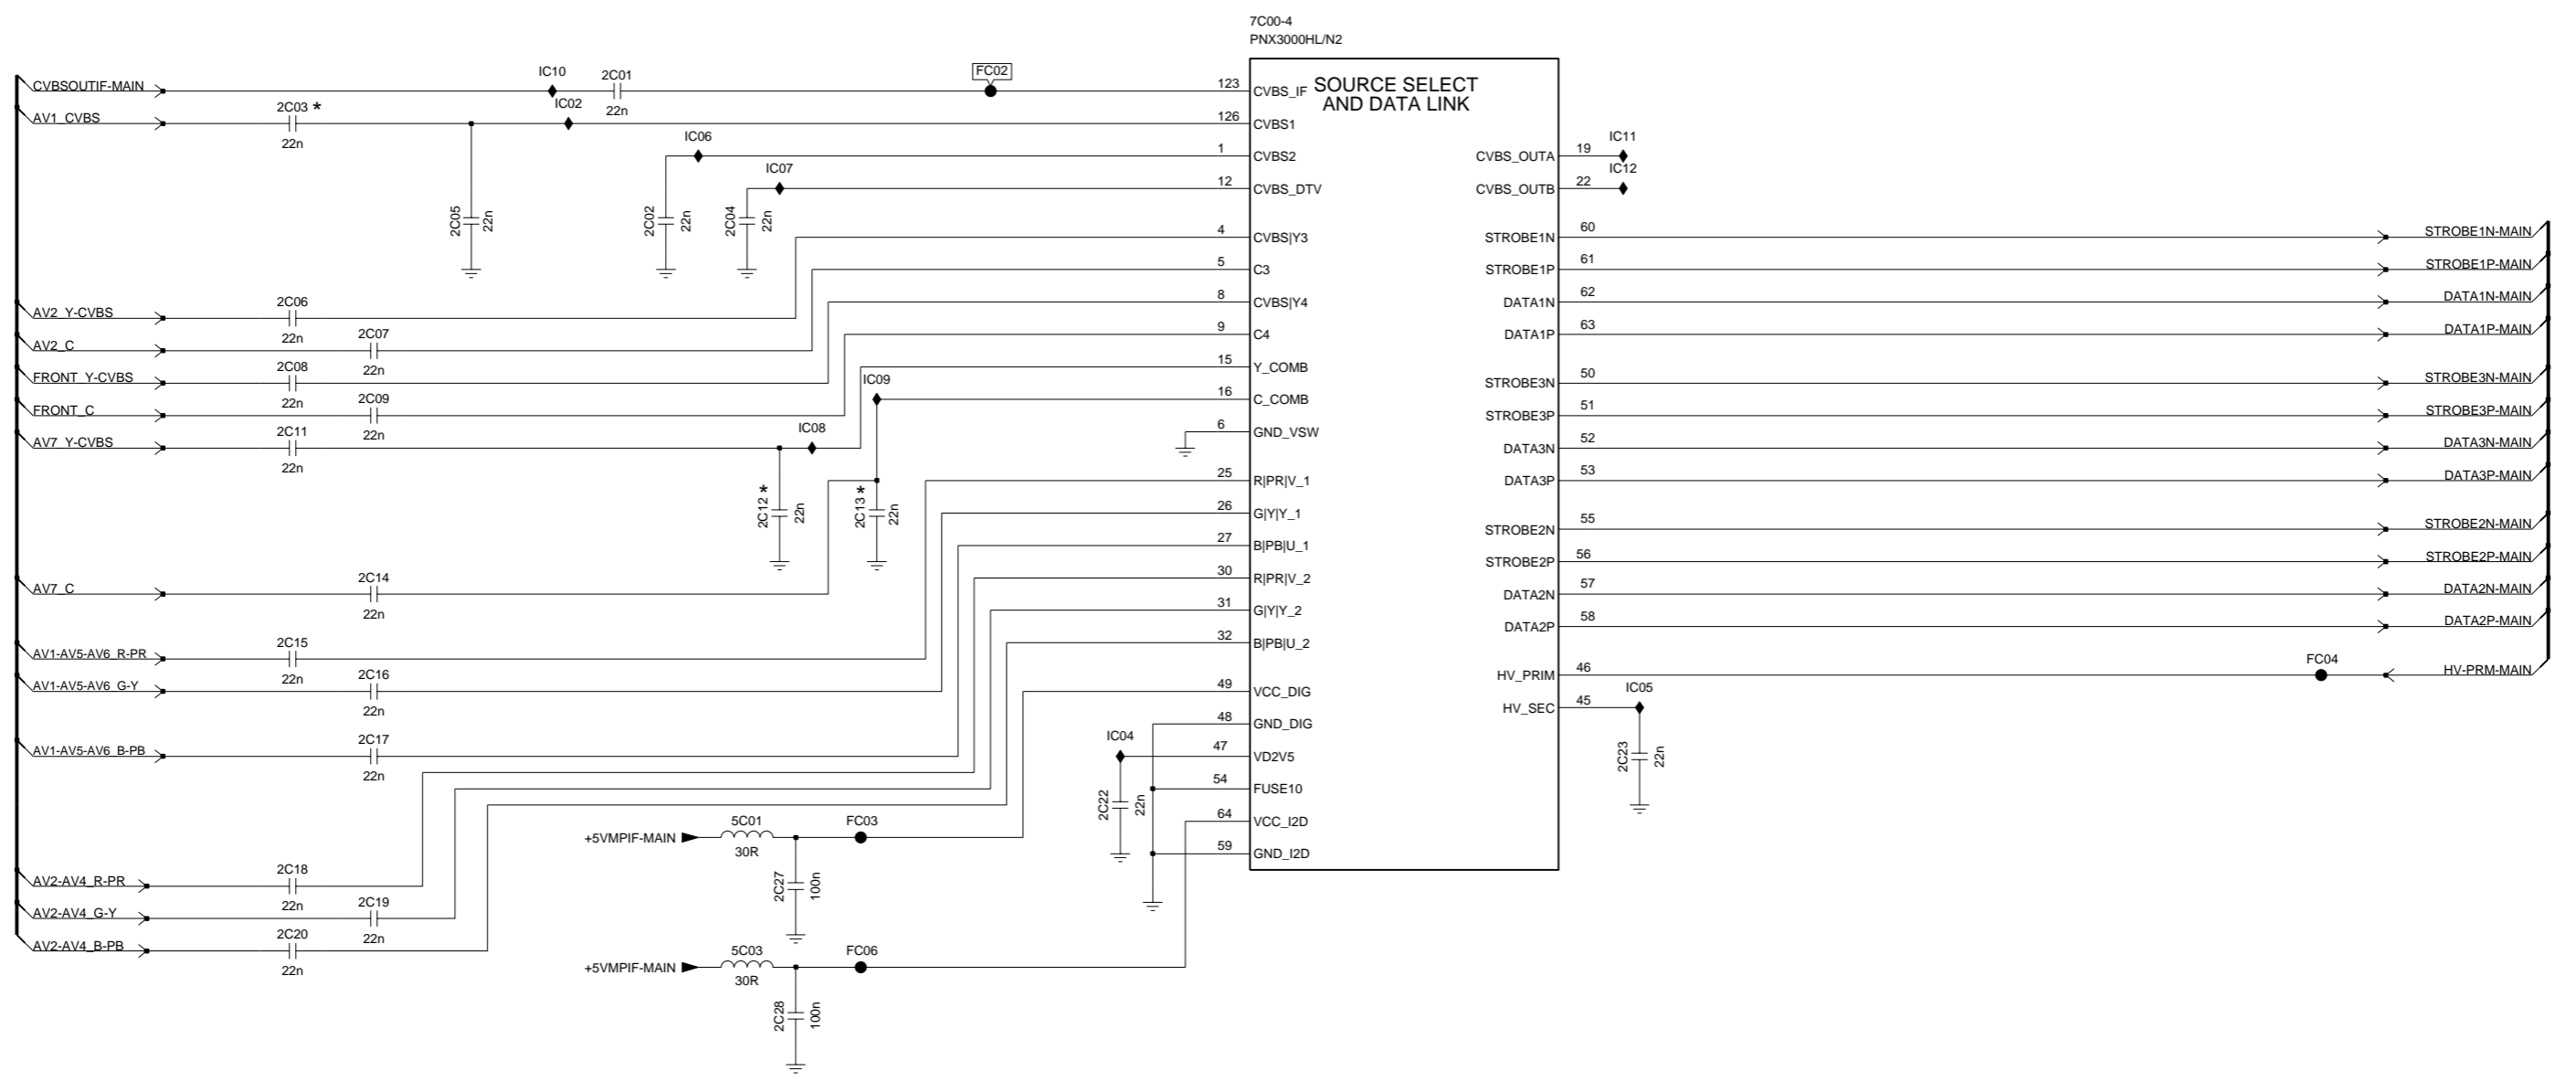 7C00-4
PNX3000HL/N2
SOURCE SELECT
AND DATA LINK
CVBSOUTIF-MAIN
IC10
2C01
22n
FC02
123
CVBS_IF
AV1_CVBS
2C03 *
22n
IC02
126
CVBS1
IC06
1
CVBS2
IC07
12
CVBS_DTV
2C05
22n
2C02
22n
2C04
22n
4
CVBS|Y3
5
C3
8
CVBS|Y4
9
C4
15
Y_COMB
IC09
16
C_COMB
6
GND_VSW
AV2_Y-CVBS
2C06
22n
AV2_C
2C07
22n
FRONT_Y-CVBS
2C08
22n
FRONT_C
2C09
22n
AV7_Y-CVBS
2C11
22n
IC08
2C12 *
22n
2C13 *
22n
25
R|PR|V_1
26
G|Y|Y_1
27
B|PB|U_1
30
R|PR|V_2
31
G|Y|Y_2
32
B|PB|U_2
AV7_C
2C14
22n
AV1-AV5-AV6_R-PR
2C15
22n
AV1-AV5-AV6_G-Y
2C16
22n
AV1-AV5-AV6_B-PB
2C17
22n
49
VCC_DIG
48
GND_DIG
IC04
47
VD2V5
54
FUSE10
2C22
22n
64
VCC_I2D
59
GND_I2D
+5VMPIF-MAIN
5C01
30R
FC03
2C27
100n
AV2-AV4_R-PR
2C18
22n
AV2-AV4_G-Y
2C19
22n
AV2-AV4_B-PB
2C20
22n
+5VMPIF-MAIN
5C03
30R
FC06
2C28
100n
CVBS_OUTA
19
IC11
CVBS_OUTB
22
IC12
STROBE1N
60
STROBE1N-MAIN
STROBE1P
61
STROBE1P-MAIN
DATA1N
62
DATA1N-MAIN
DATA1P
63
DATA1P-MAIN
STROBE3N
50
STROBE3N-MAIN
STROBE3P
51
STROBE3P-MAIN
DATA3N
52
DATA3N-MAIN
DATA3P
53
DATA3P-MAIN
STROBE2N
55
STROBE2N-MAIN
STROBE2P
56
STROBE2P-MAIN
DATA2N
57
DATA2N-MAIN
DATA2P
58
DATA2P-MAIN
HV_PRIM
46
FC04
HV-PRM-MAIN
HV_SEC
45
IC05
2C23
22n